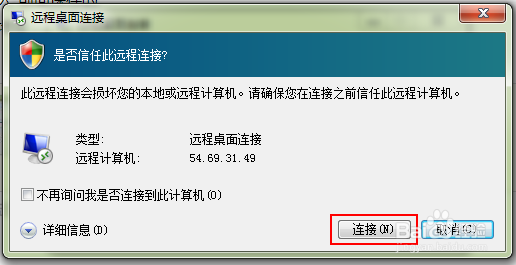 远程桌面连接
是否信任此远程连接?
此远程连接会损坏您的本地或远程计算机。请确保您在连接之前信任此远程计算机。
类型: 远程桌面连接
远程计算机: 54.69.31.49
不再询问我是否连接到此计算机(O)
详细信息(D) 连接(N) 取消(C)